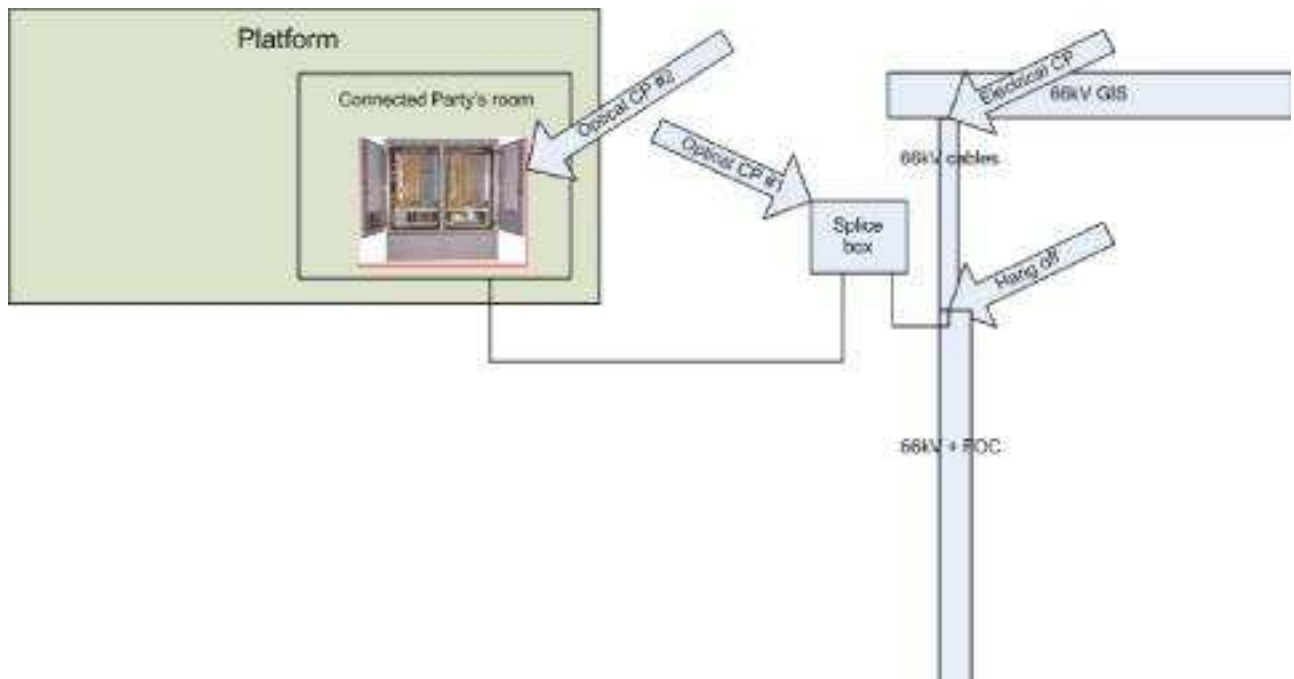 Platform
Connected Party's room
Optical CP #2
Optical CP #1
Splice
box
Electrical CP
66kV GIS
66kV cables
Hang off
66kV + FOC